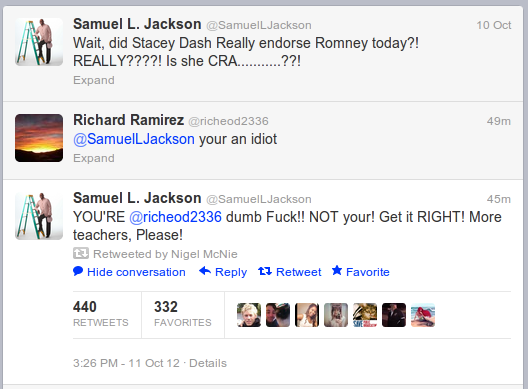 Samuel L. Jackson @SamuelLJackson 10 Oct
Wait, did Stacey Dash Really endorse Romney today?!
REALLY????! Is she CRA...........??!
Expand
Richard Ramirez @richeod2336 49m
@SamuelLJackson your an idiot
Expand
Samuel L. Jackson @SamuelLJackson 45m
YOU'RE @richeod2336 dumb Fuck!! NOT your! Get it RIGHT! More
teachers, Please!
Retweeted by Nigel McNie
Hide conversation Reply Retweet Favorite
440 332
RETWEETS FAVORITES
3:26 PM - 11 Oct 12 · Details